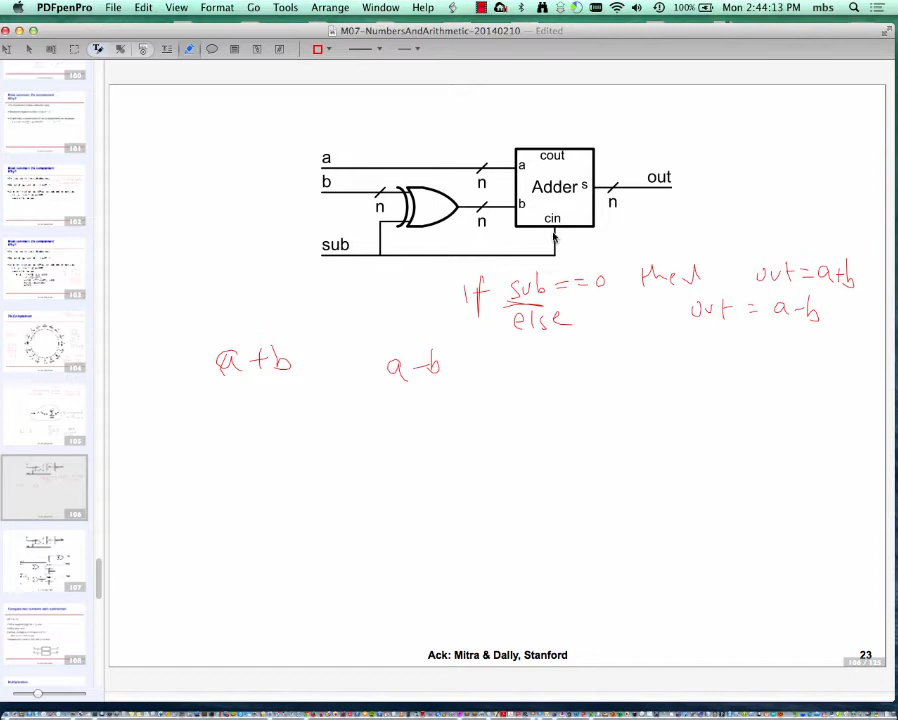 PDFpenPro File Edit View Format Tools Arrange Window Help 100% 2:44:13 PM mbs
M07-NumbersAndArithmetic-20140210 — Edited
100
101
102
103
104
105
106
107
108
a
b
n
sub
n
n
cout
a
Adder
s
b
cin
n
out
If sub == 0 then out = a+b
else out = a-b
a+b a-b
Ack: Mitra & Dally, Stanford
23
106 / 125